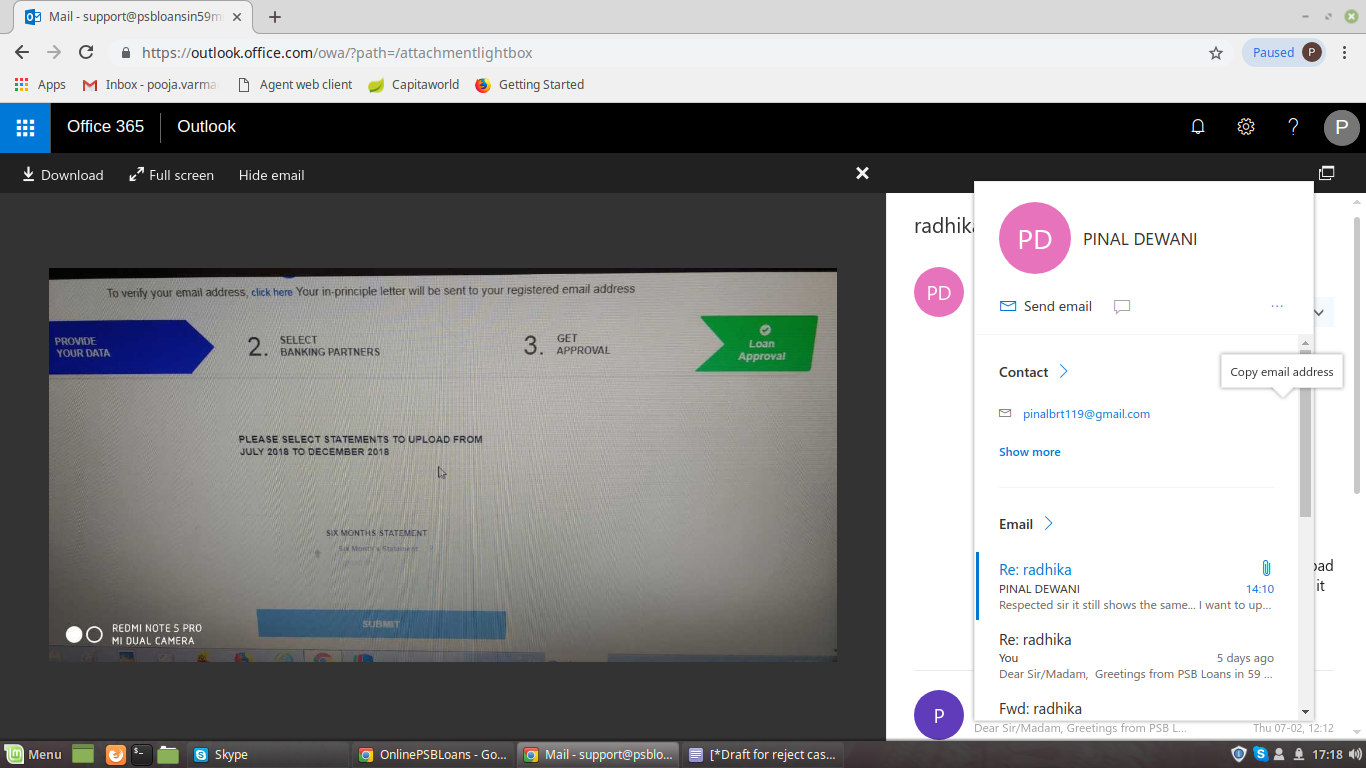 Mail - support@psbloansin59m
https://outlook.office.com/owa/?path=/attachmentlightbox
Paused
P
Apps
Inbox - pooja.varma
Agent web client
Capitaworld
Getting Started
Office 365
Outlook
?
P
Download
Full screen
Hide email
To verify your email address, click here Your in-principle letter will be sent to your registered email address
PROVIDE
YOUR DATA
2.
SELECT
BANKING PARTNERS
3.
GET
APPROVAL
Loan
Approval
PLEASE SELECT STATEMENTS TO UPLOAD FROM
JULY 2018 TO DECEMBER 2018
SIX MONTHS STATEMENT
Six Month's Statement
SUBMIT
REDMI NOTE 5 PRO
MI DUAL CAMERA
radhika
PD
PD
PINAL DEWANI
Send email
Contact
Copy email address
pinalbrt119@gmail.com
Show more
Email
Re: radhika
PINAL DEWANI
14:10
Respected sir it still shows the same... I want to up...
Re: radhika
You
5 days ago
Dear Sir/Madam, Greetings from PSB Loans in 59 ...
Fwd: radhika
oad
it
P
Dear Sir/Madam, Greetings from PSB L...
Thu 07-02, 12:12
Menu
Skype
OnlinePSBLoans - Go...
Mail - support@psblo...
[*Draft for reject cas...
17:18